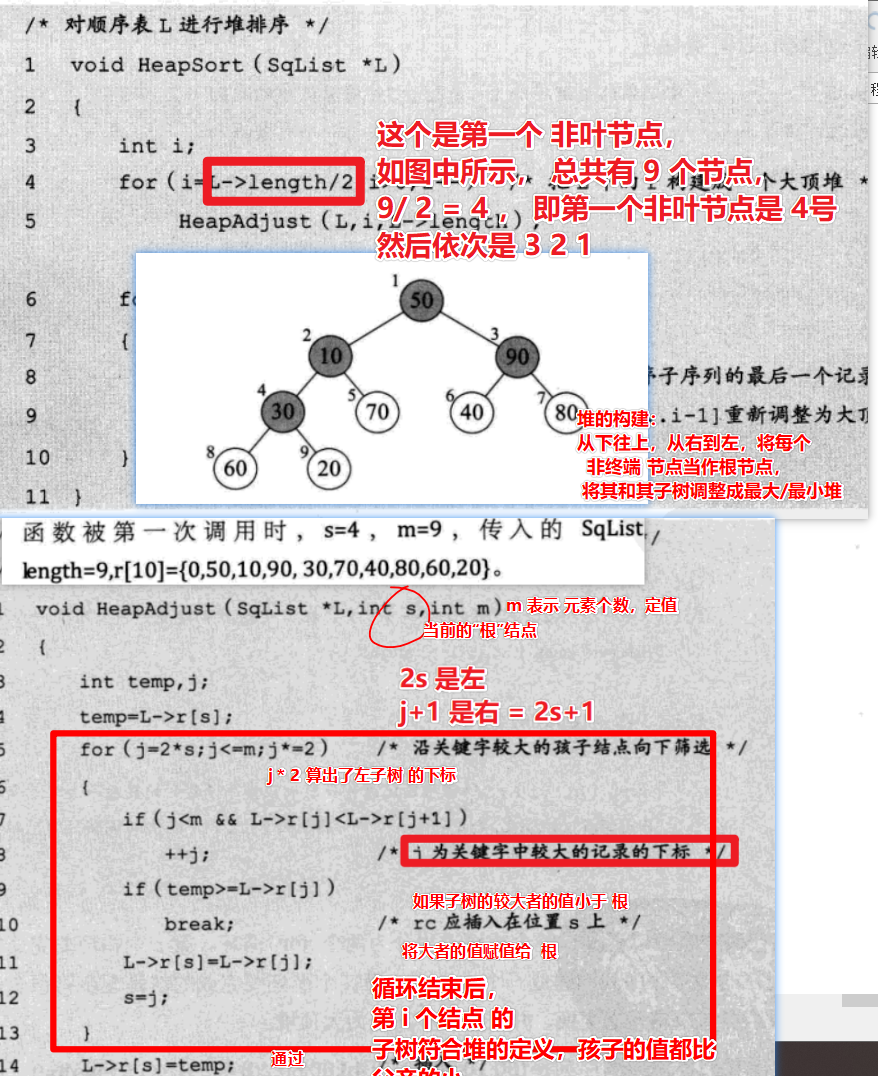 /* 对顺序表 L 进行堆排序 */
1 void HeapSort(SqList *L)
2 {
3 int i;
这个是第一个 非叶节点，
4 for(i=L->length/2 个大顶堆 *
如图中所示， 总共有 9 个节点，
9/ 2 = 4 ， 即第一个非叶节点是 4号
5 HeapAdjust(L,i,L->length);
然后依次是 3 2 1
6 fo
7 {
8 序子序列的最后一个记录
9 .i-1]重新调整为大顶
10 }
11 }
1 50
2 10
3 90
4 30
5 70
6 40
7 80
8 60
9 20
堆的构建：
从下往上，从右到左，将每个
非终端 节点当作根节点，
将其和其子树调整成最大/最小堆
函数被第一次调用时，s=4，m=9，传入的 SqList /
length=9,r[10]={0,50,10,90, 30,70,40,80,60,20}。
void HeapAdjust(SqList *L,int s,int m) m 表示 元素个数，定值
当前的“根”结点
2 {
3 int temp,j;
2s 是左
4 temp=L->r[s];
j+1 是右 = 2s+1
5 for(j=2*s;j<=m;j*=2) /* 沿关键字较大的孩子结点向下筛选 */
j * 2 算出了左子树 的下标
6 {
7 if(j<m && L->r[j]<L->r[j+1])
8 ++j; /* j 为关键字中较大的记录的下标 */
9 if(temp>=L->r[j])
如果子树的较大者的值小于 根
10 break; /* rc 应插入在位置 s 上 */
将大者的值赋值给 根
11 L->r[s]=L->r[j];
循环结束后，
12 s=j;
第 i 个结点 的
13 }
子树符合堆的定义，孩子的值都比
通过
14 L->r[s]=temp; /* 插入 */